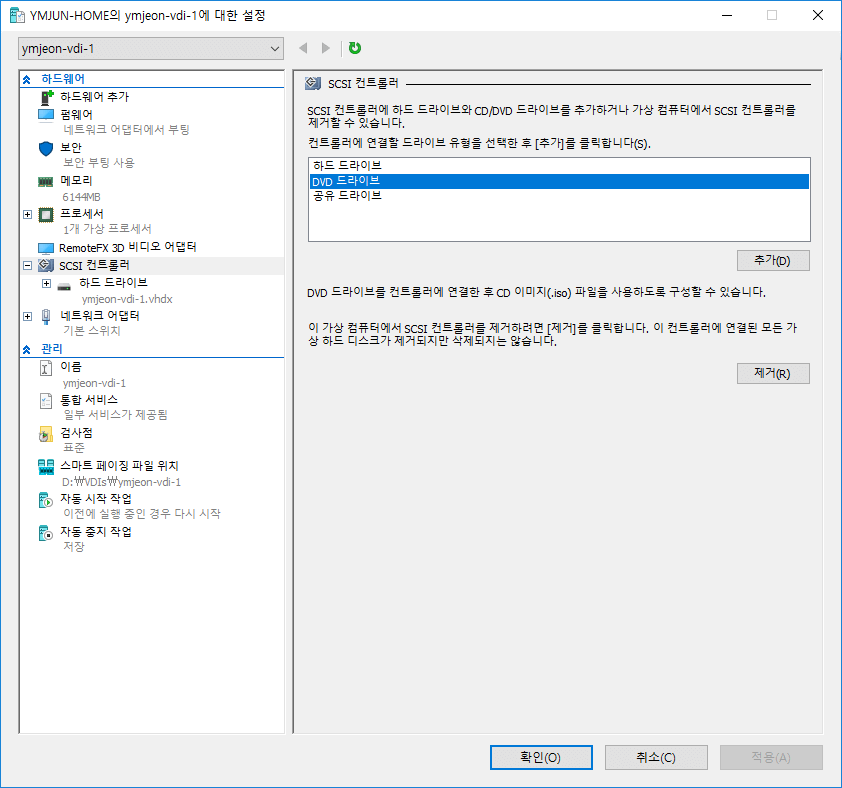 YMJUN-HOME의 ymjeon-vdi-1에 대한 설정
ymjeon-vdi-1
하드웨어
하드웨어 추가
펌웨어
네트워크 어댑터에서 부팅
보안
보안 부팅 사용
메모리
6144MB
프로세서
1개 가상 프로세서
RemoteFX 3D 비디오 어댑터
SCSI 컨트롤러
하드 드라이브
ymjeon-vdi-1.vhdx
네트워크 어댑터
기본 스위치
관리
이름
ymjeon-vdi-1
통합 서비스
일부 서비스가 제공됨
검사점
표준
스마트 페이징 파일 위치
D:₩VDIs₩ymjeon-vdi-1
자동 시작 작업
이전에 실행 중인 경우 다시 시작
자동 중지 작업
저장
SCSI 컨트롤러
SCSI 컨트롤러에 하드 드라이브와 CD/DVD 드라이브를 추가하거나 가상 컴퓨터에서 SCSI 컨트롤러를
제거할 수 있습니다.
컨트롤러에 연결할 드라이브 유형을 선택한 후 [추가]를 클릭합니다(S).
하드 드라이브
DVD 드라이브
공유 드라이브
추가(D)
DVD 드라이브를 컨트롤러에 연결한 후 CD 이미지(.iso) 파일을 사용하도록 구성할 수 있습니다.
이 가상 컴퓨터에서 SCSI 컨트롤러를 제거하려면 [제거]를 클릭합니다. 이 컨트롤러에 연결된 모든 가
상 하드 디스크가 제거되지만 삭제되지는 않습니다.
제거(R)
확인(O)
취소(C)
적용(A)